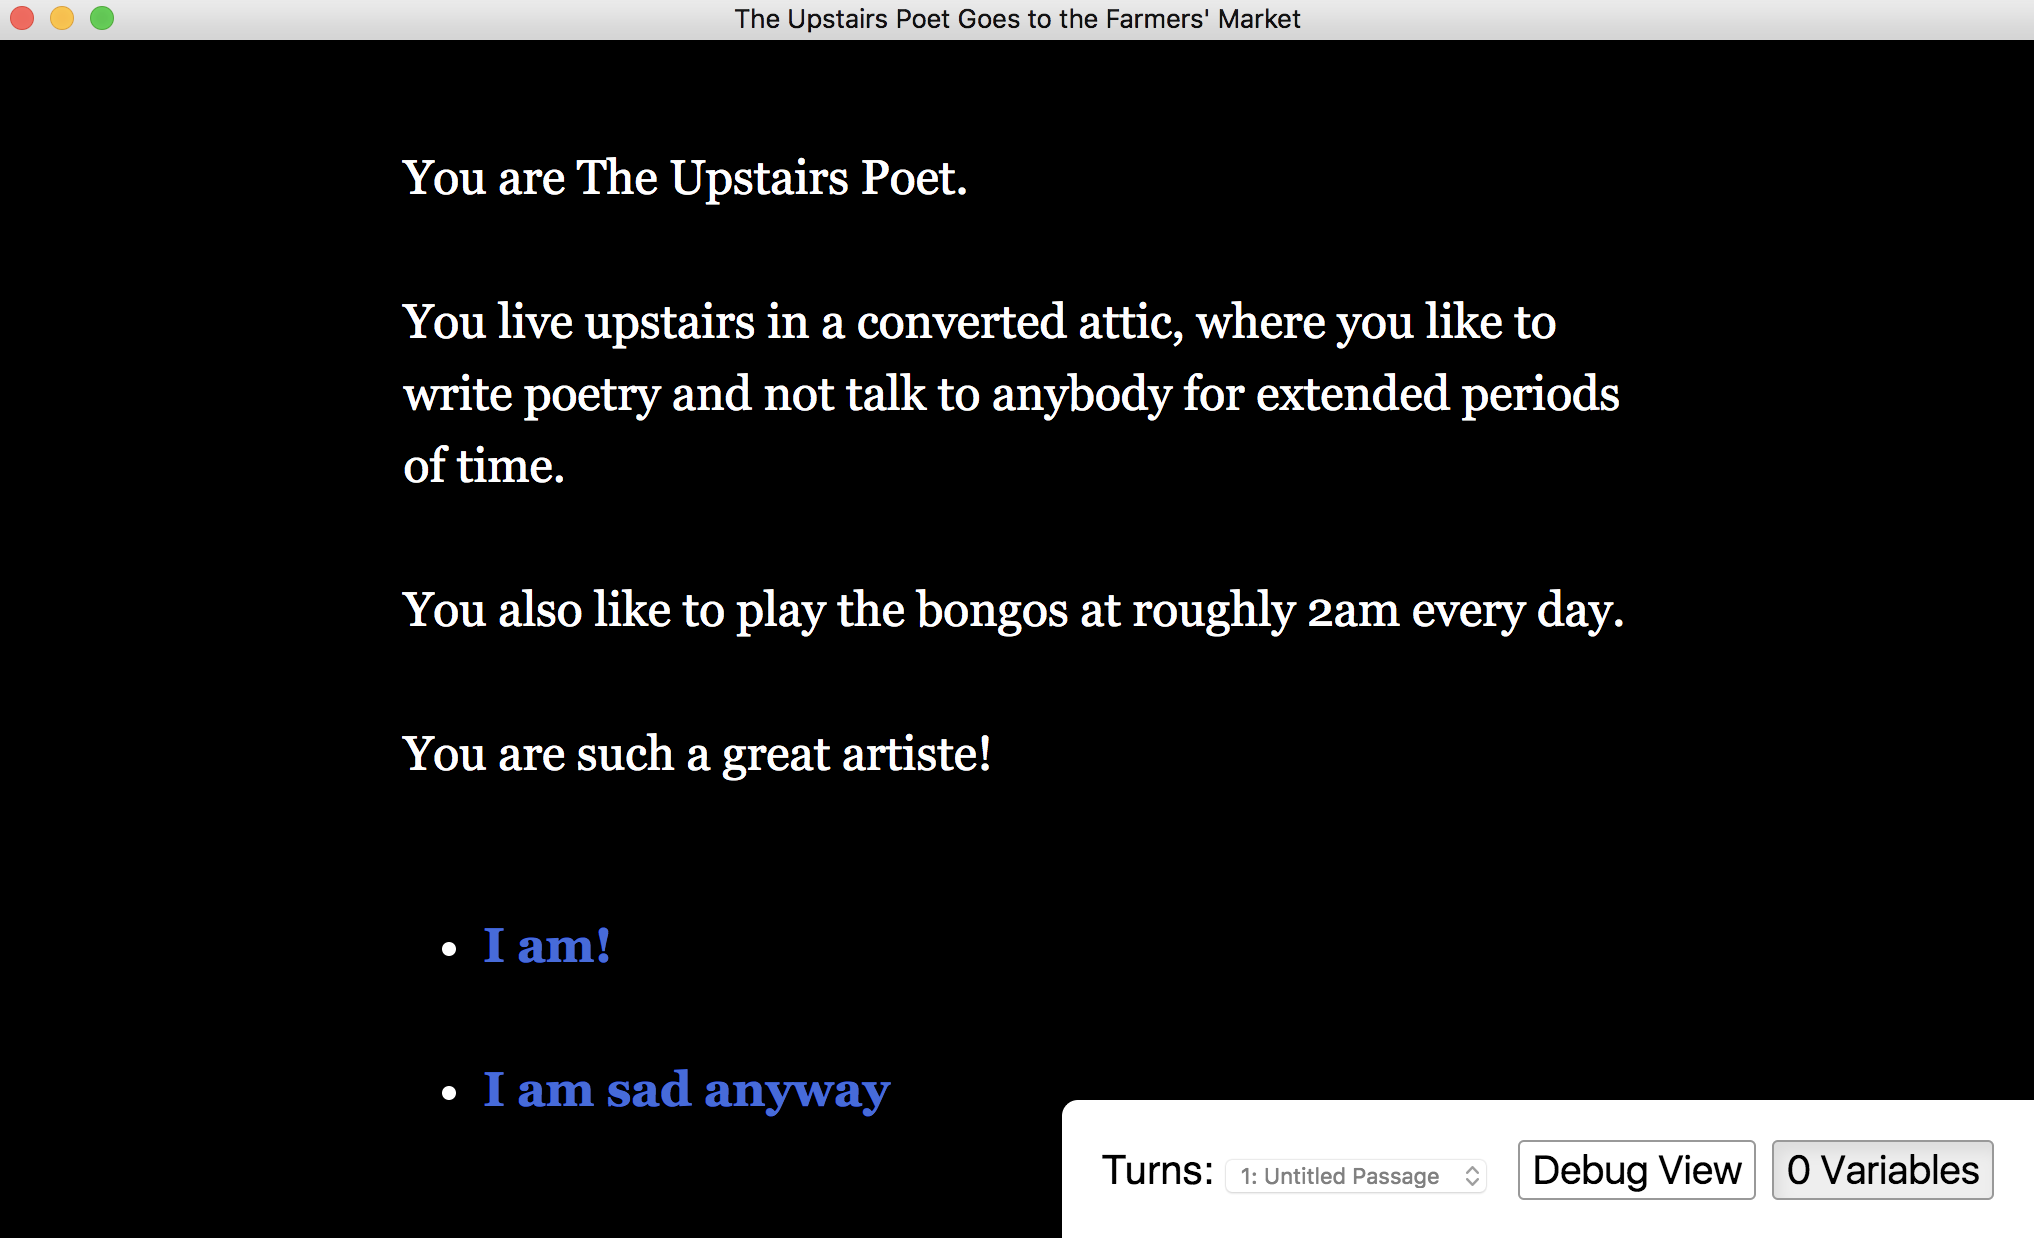 The Upstairs Poet Goes to the Farmers' Market
You are The Upstairs Poet.
You live upstairs in a converted attic, where you like to
write poetry and not talk to anybody for extended periods
of time.
You also like to play the bongos at roughly 2am every day.
You are such a great artiste!
I am!
I am sad anyway
Turns: 1: Untitled Passage Debug View 0 Variables